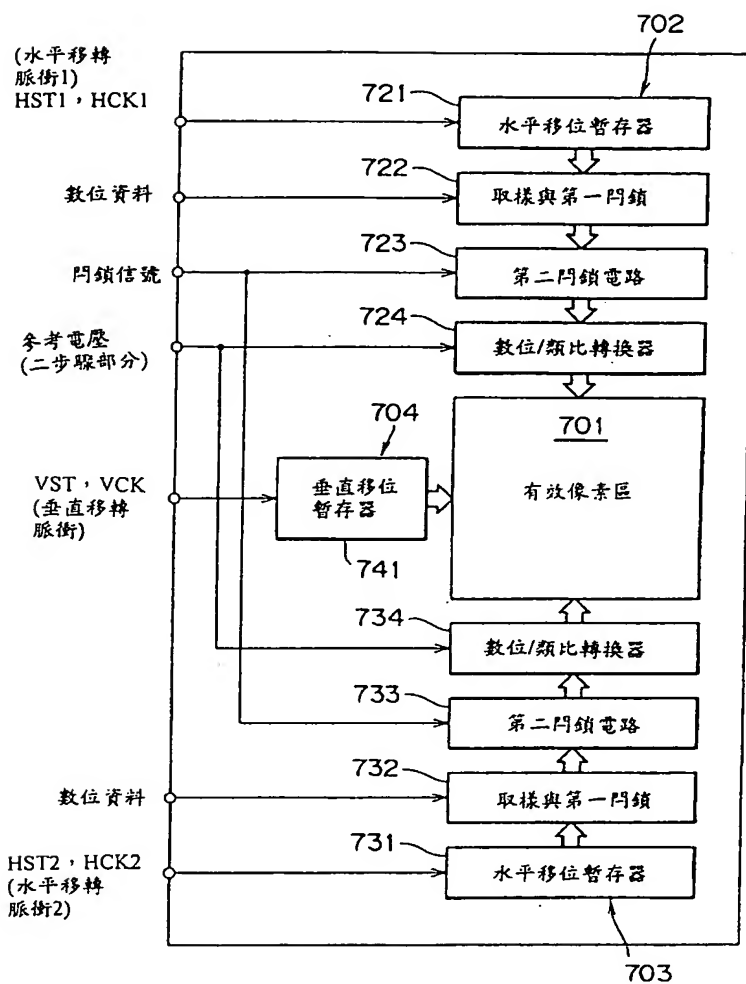 702
(水平移轉
脈衝1)
HST1，HCK1
721
水平移位暫存器
722
數位資料
取樣與第一閂鎖
723
閂鎖信號
第二閂鎖電路
724
參考電壓
(二步驟部分)
數位/類比轉換器
701
有效像素區
704
VST，VCK
(垂直移轉
脈衝)
垂直移位
暫存器
741
734
數位/類比轉換器
733
第二閂鎖電路
732
數位資料
取樣與第一閂鎖
731
HST2，HCK2
(水平移轉
脈衝2)
水平移位暫存器
703